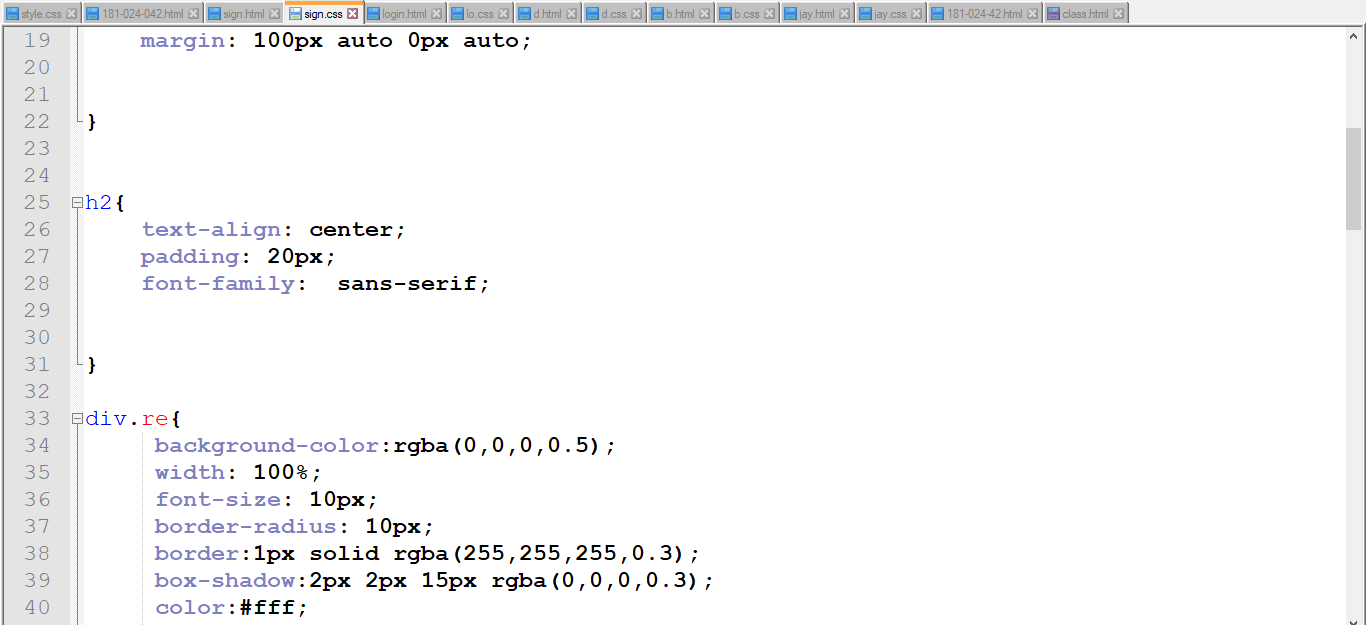 style.css 181-024-042.html sign.html sign.css login.html lo.css d.html d.css b.html b.css jay.html jay.css 181-024-42.html class.html
19 margin: 100px auto 0px auto;
20
21
22 }
23
24
25 h2{
26 text-align: center;
27 padding: 20px;
28 font-family:  sans-serif;
29
30
31 }
32
33 div.re{
34 background-color:rgba(0,0,0,0.5);
35 width: 100%;
36 font-size: 10px;
37 border-radius: 10px;
38 border:1px solid rgba(255,255,255,0.3);
39 box-shadow:2px 2px 15px rgba(0,0,0,0.3);
40 color:#fff;